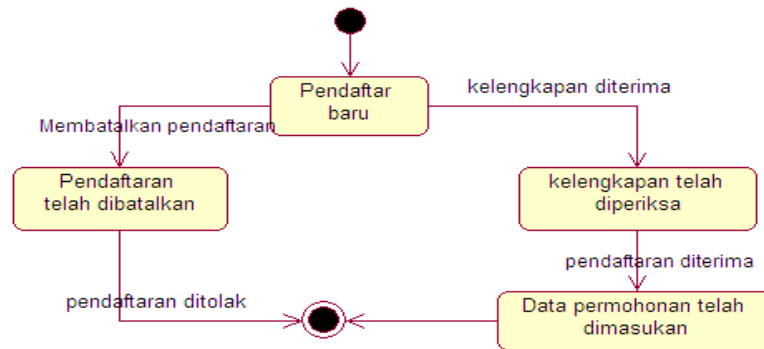 Pendaftar
baru
kelengkapan diterima
Membatalkan pendaftaran
Pendaftaran
telah dibatalkan
kelengkapan telah
diperiksa
pendaftaran diterima
pendaftaran ditolak
Data permohonan telah
dimasukan